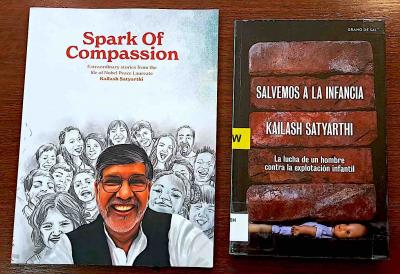 Spark Of
Compassion
Extraordinary stories from the
life of Nobel Peace Laureate
Kailash Satyarthi
GRANO DE SAL
SALVEMOS A LA INFANCIA
KAILASH SATYARTHI
W
La lucha de un hombre
contra la explotación infantil